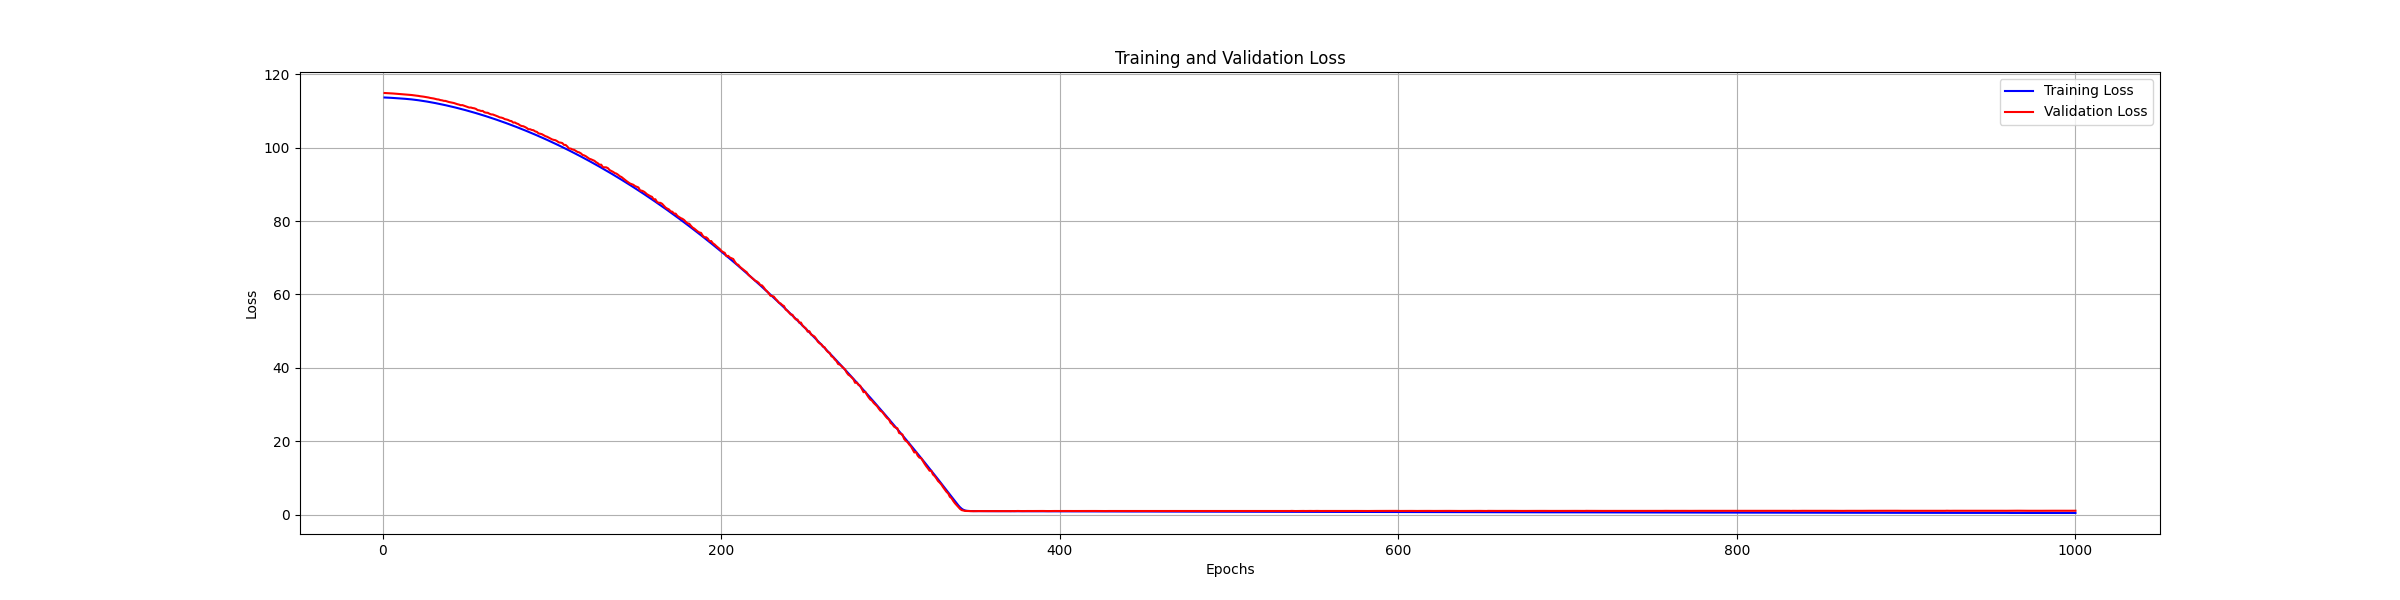 Training and Validation Loss
120
100
80
60
40
20
0
Loss
Training Loss
Validation Loss
0 200 400 600 800 1000
Epochs